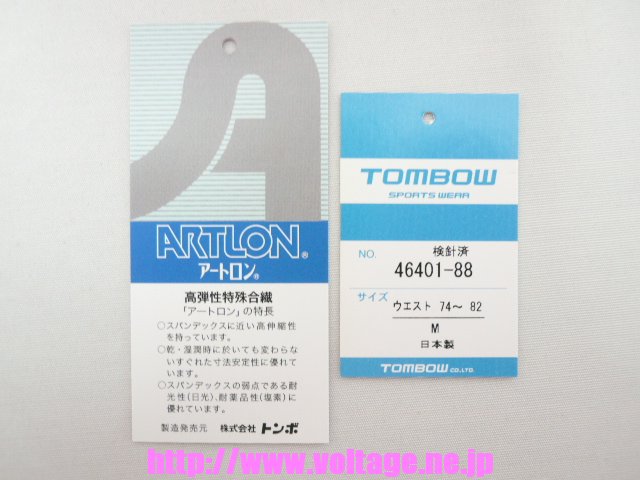 ARTLON®
アートロン®
高弾性特殊合繊
「アートロン」の特長
○スパンデックスに近い高伸縮性
を持っています。
○乾・湿潤時に於いても変わらな
いすぐれた寸法安定性に優れて
います。
○スパンデックスの弱点である耐
光性(日光)、耐薬品性(塩素)に
優れています。
製造発売元 株式会社 トンボ
TOMBOW
SPORTS WEAR
検針済
NO. 46401-88
サイズ
ウエスト 74〜 82
M
日本製
TOMBOW CO.,LTD.
http://www.voltage.ne.jp